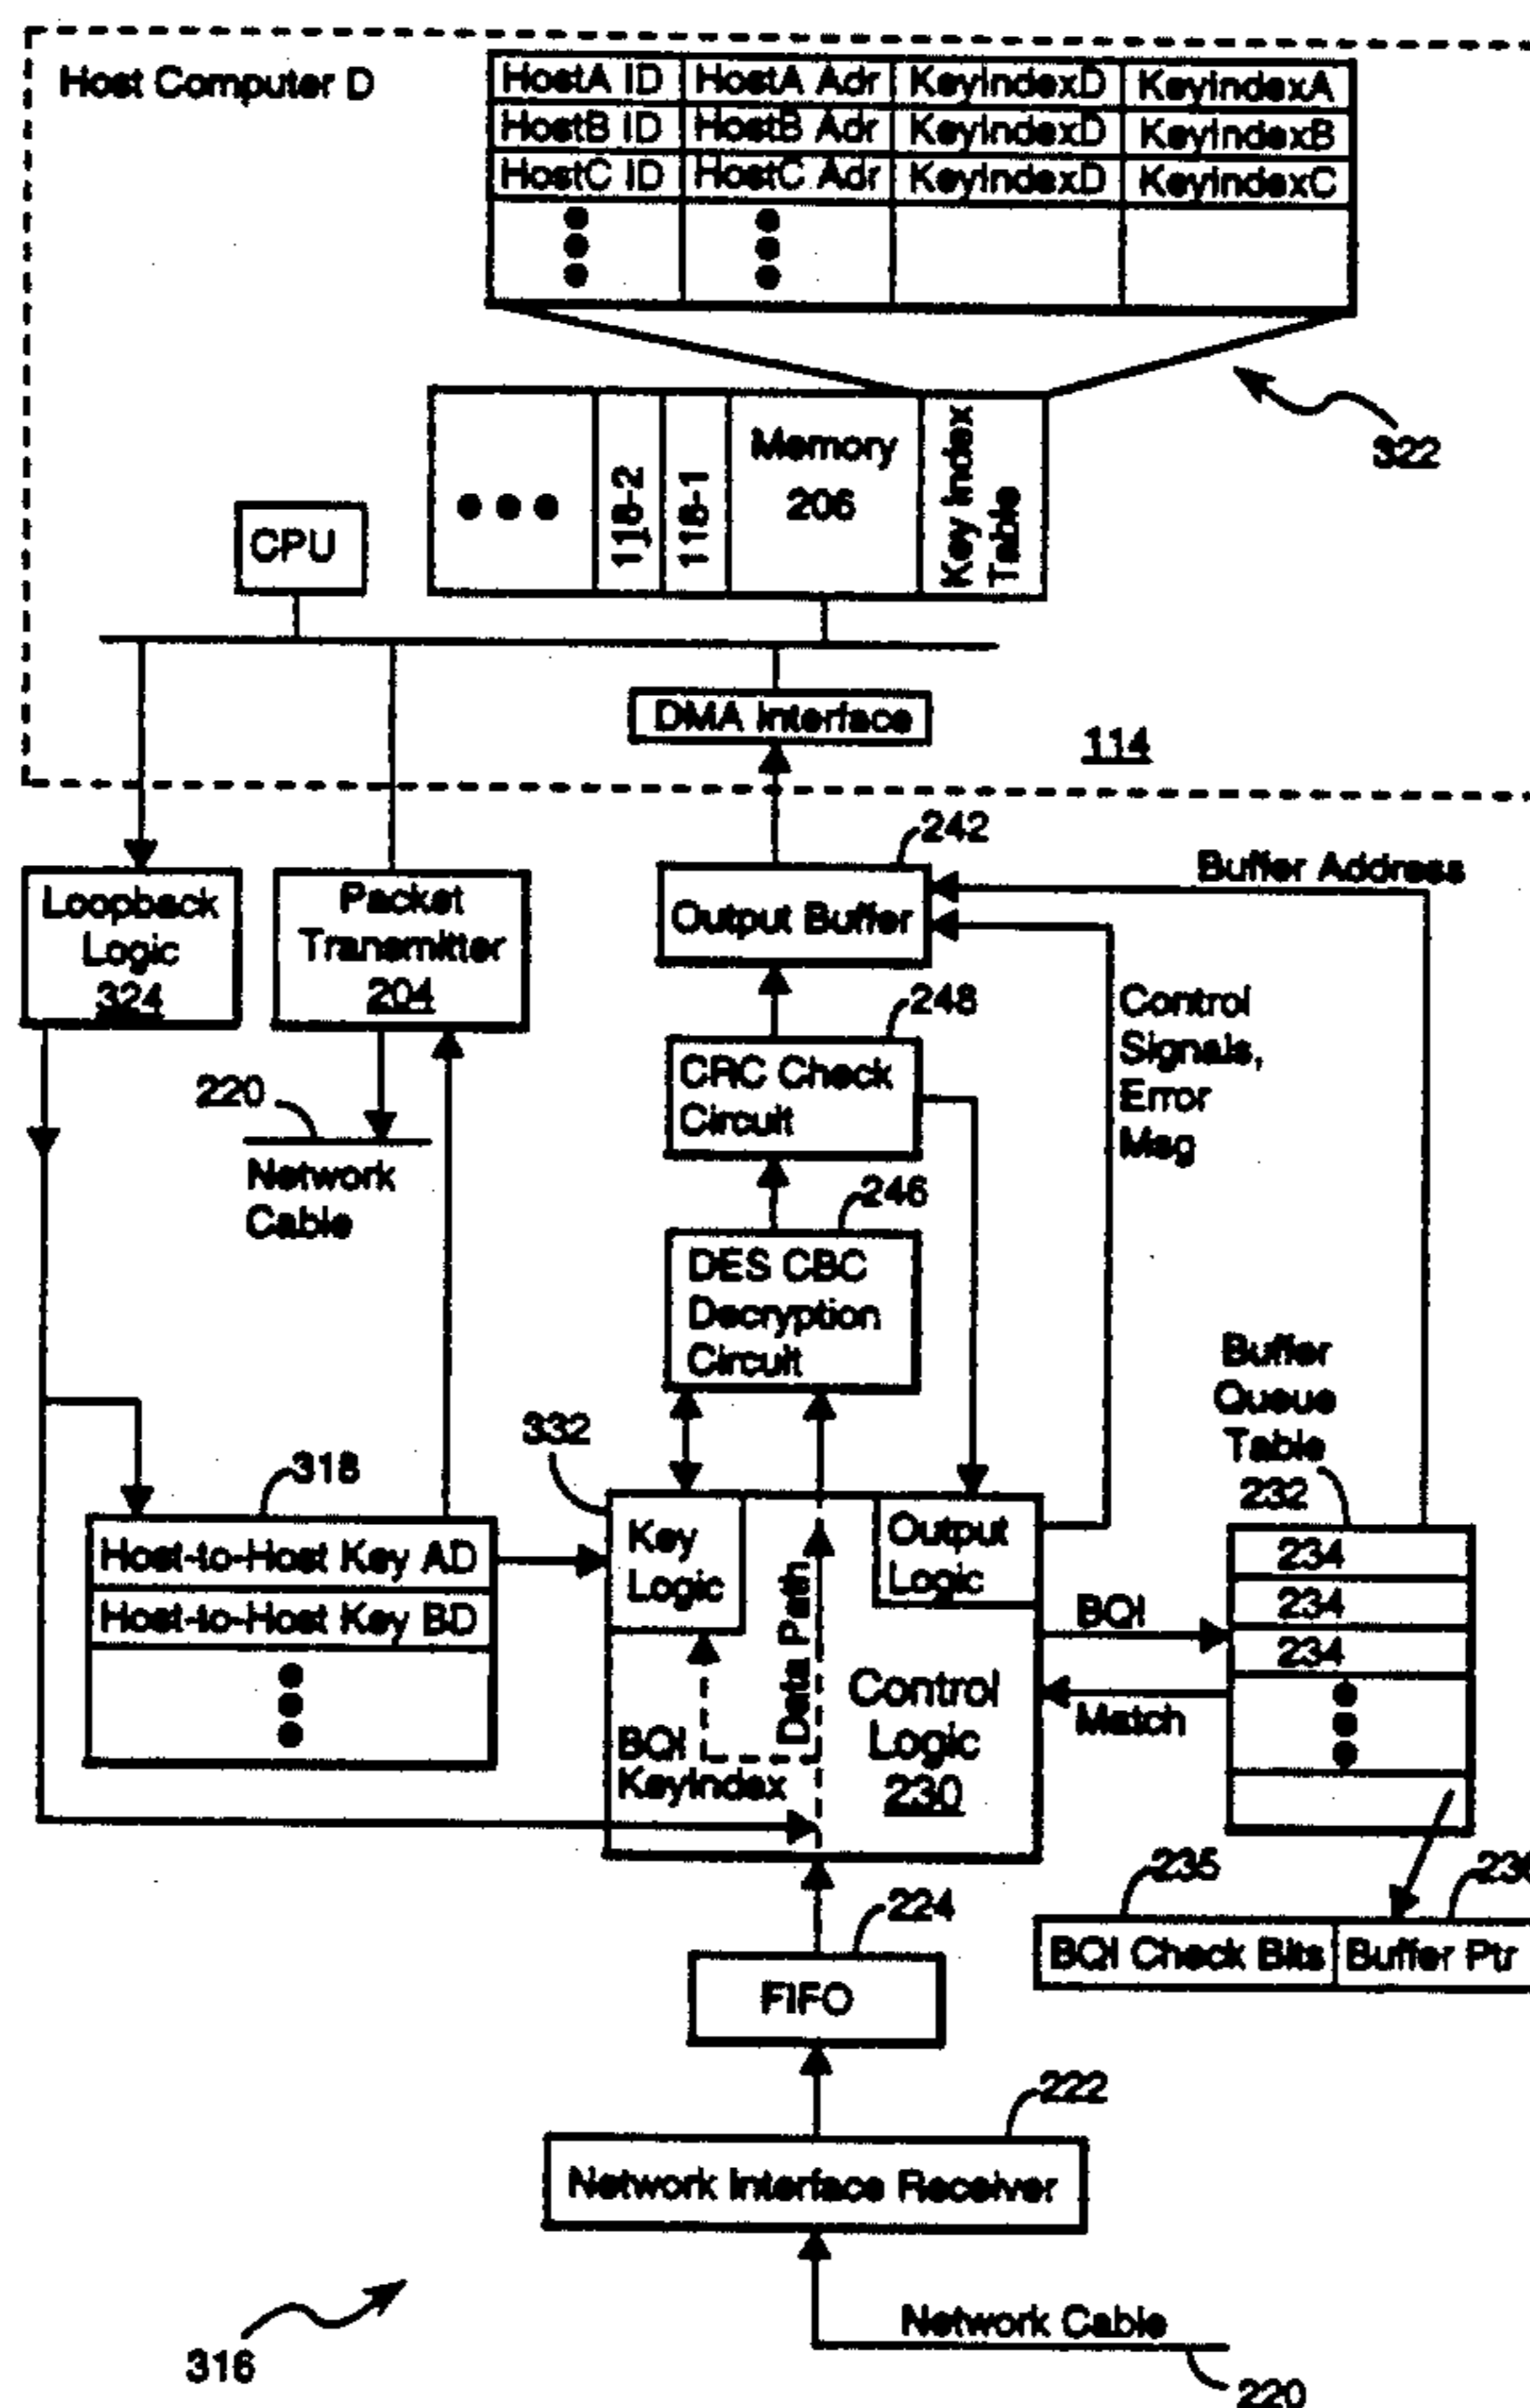 Host Computer D
HostA ID HostA Adr KeyIndexD KeyIndexA
HostB ID HostB Adr KeyIndexD KeyIndexB
HostC ID HostC Adr KeyIndexD KeyIndexC
322
CPU
118-2
118-1
Memory
206
Key Index
Table
DMA Interface
114
Loopback
Logic
324
Packet
Transmitter
204
242
Output Buffer
Buffer Address
248
CRC Check
Circuit
Control
Signals,
Error
Msg
220
Network
Cable
246
DES CBC
Decryption
Circuit
Buffer
Queue
Table
232
332
318
Host-to-Host Key AD
Host-to-Host Key BD
Key
Logic
Data Path
Output
Logic
BQI
KeyIndex
Control
Logic
230
BQI
Match
234
234
234
235
BQI Check Bits
Buffer Ptr
224
FIFO
222
Network Interface Receiver
Network Cable
220
316